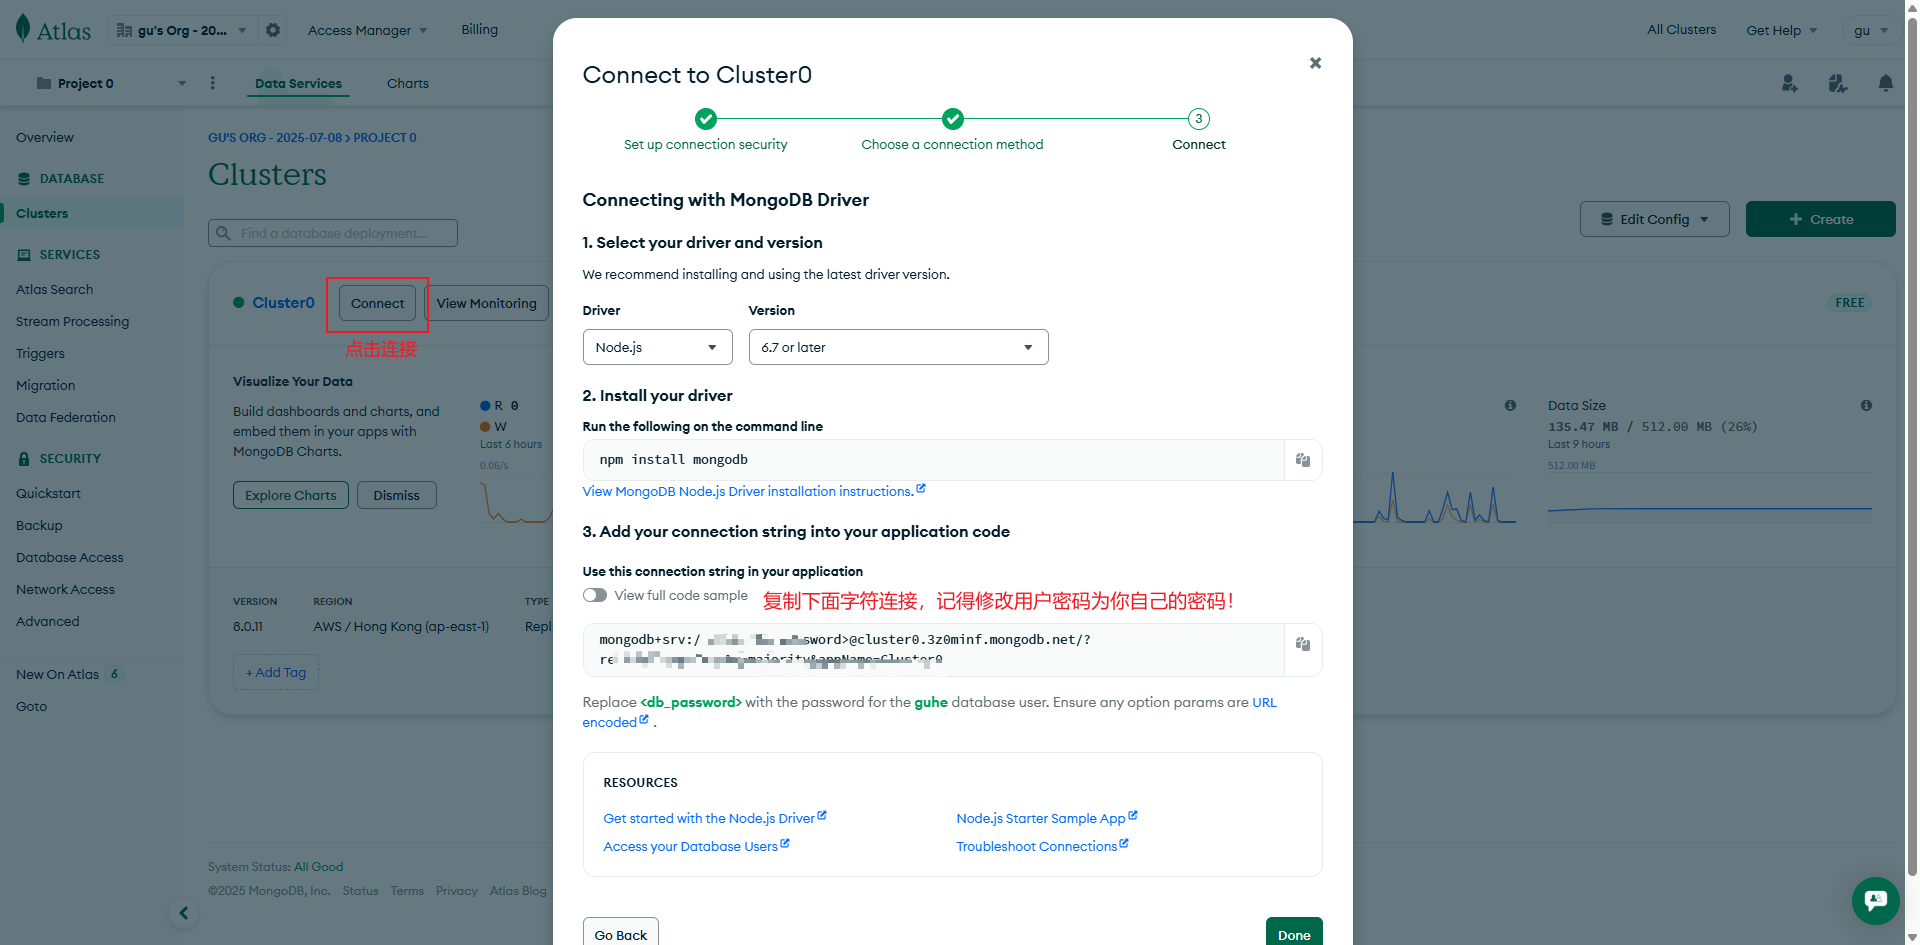 Atlas
gu's Org - 20...
Access Manager
Billing
All Clusters
Get Help
gu
Project 0
Data Services
Charts
Overview
DATABASE
Clusters
SERVICES
Atlas Search
Stream Processing
Triggers
Migration
Data Federation
SECURITY
Quickstart
Backup
Database Access
Network Access
Advanced
New On Atlas 6
Goto
GU'S ORG - 2025-07-08 > PROJECT 0
Clusters
Find a database deployment...
Edit Config
+ Create
Cluster0
Connect
View Monitoring
FREE
点击连接
Visualize Your Data
Build dashboards and charts, and
embed them in your apps with
MongoDB Charts.
Explore Charts
Dismiss
R 0
W
Last 6 hours
0.06/s
Data Size
135.47 MB / 512.00 MB (26%)
Last 9 hours
512.00 MB
VERSION
8.0.11
REGION
AWS / Hong Kong (ap-east-1)
TYPE
Repl
+ Add Tag
System Status: All Good
©2025 MongoDB, Inc.
Status
Terms
Privacy
Atlas Blog
Connect to Cluster0
Set up connection security
Choose a connection method
3
Connect
Connecting with MongoDB Driver
1. Select your driver and version
We recommend installing and using the latest driver version.
Driver
Version
Node.js
6.7 or later
2. Install your driver
Run the following on the command line
npm install mongodb
View MongoDB Node.js Driver installation instructions.
3. Add your connection string into your application code
Use this connection string in your application
View full code sample
复制下面字符连接，记得修改用户密码为你自己的密码！
mongodb+srv:/ sword>@cluster0.3z0minf.mongodb.net/?
re majority&appName=Cluster0
Replace <db_password> with the password for the guhe database user. Ensure any option params are URL
encoded .
RESOURCES
Get started with the Node.js Driver
Node.js Starter Sample App
Access your Database Users
Troubleshoot Connections
Go Back
Done